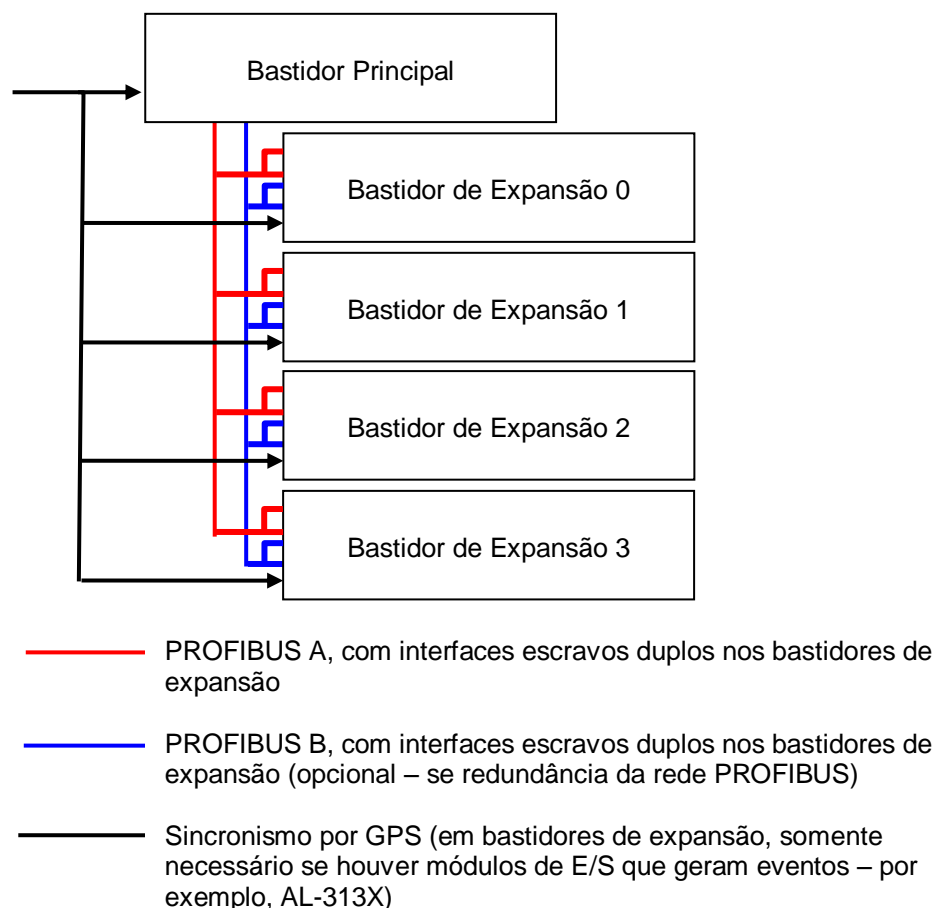 Bastidor Principal
Bastidor de Expansão 0
Bastidor de Expansão 1
Bastidor de Expansão 2
Bastidor de Expansão 3
PROFIBUS A, com interfaces escravos duplos nos bastidores de
expansão
PROFIBUS B, com interfaces escravos duplos nos bastidores de
expansão (opcional – se redundância da rede PROFIBUS)
Sincronismo por GPS (em bastidores de expansão, somente
necessário se houver módulos de E/S que geram eventos – por
exemplo, AL-313X)